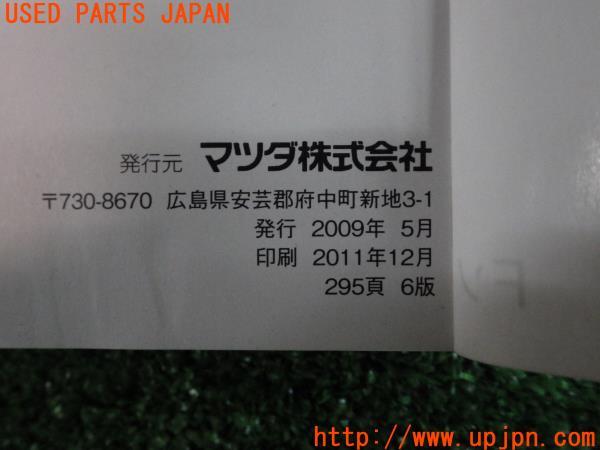 USED PARTS JAPAN
発行元 マツダ株式会社
〒730-8670 広島県安芸郡府中町新地3-1
発行 2009年 5月
印刷 2011年12月
295頁 6版
http://www.upjpn.com